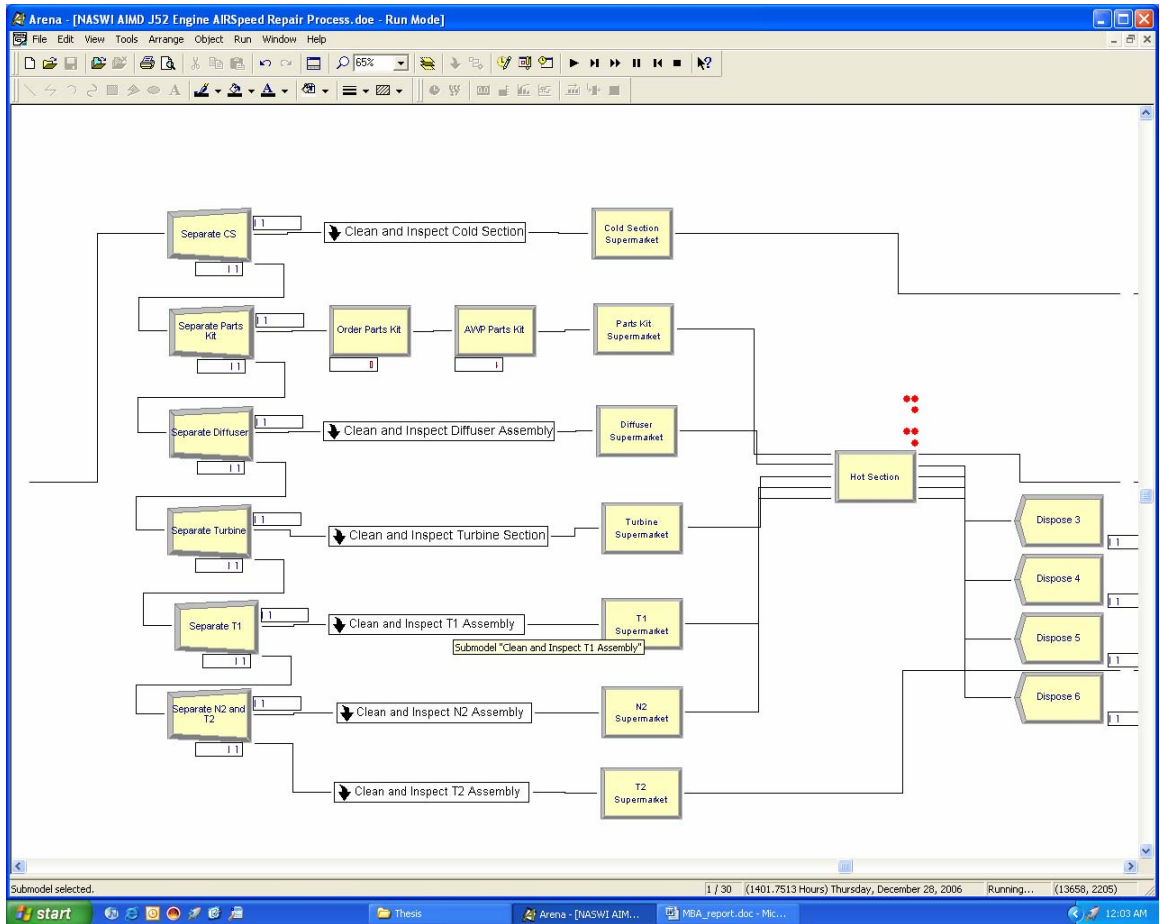 Arena - [NASWI AIMD J52 Engine AIRSpeed Repair Process.doe - Run Mode]
File Edit View Tools Arrange Object Run Window Help
65%
Separate CS
Clean and Inspect Cold Section
Cold Section
Supermarket
Separate Parts
Kit
Order Parts Kit
AWP Parts Kit
Parts Kit
Supermarket
Separate Diffuser
Clean and Inspect Diffuser Assembly
Diffuser
Supermarket
Hot Section
Separate Turbine
Clean and Inspect Turbine Section
Turbine
Supermarket
Dispose 3
Dispose 4
Separate T1
Clean and Inspect T1 Assembly
T1
Supermarket
Submodel "Clean and Inspect T1 Assembly"
Dispose 5
Dispose 6
Separate N2 and
T2
Clean and Inspect N2 Assembly
N2
Supermarket
Clean and Inspect T2 Assembly
T2
Supermarket
Submodel selected.
1 / 30 (1401.7513 Hours) Thursday, December 28, 2006 Running... (13658, 2205)
start Thesis Arena - [NASWI AIM... MBA_report.doc - Mic... 12:03 AM